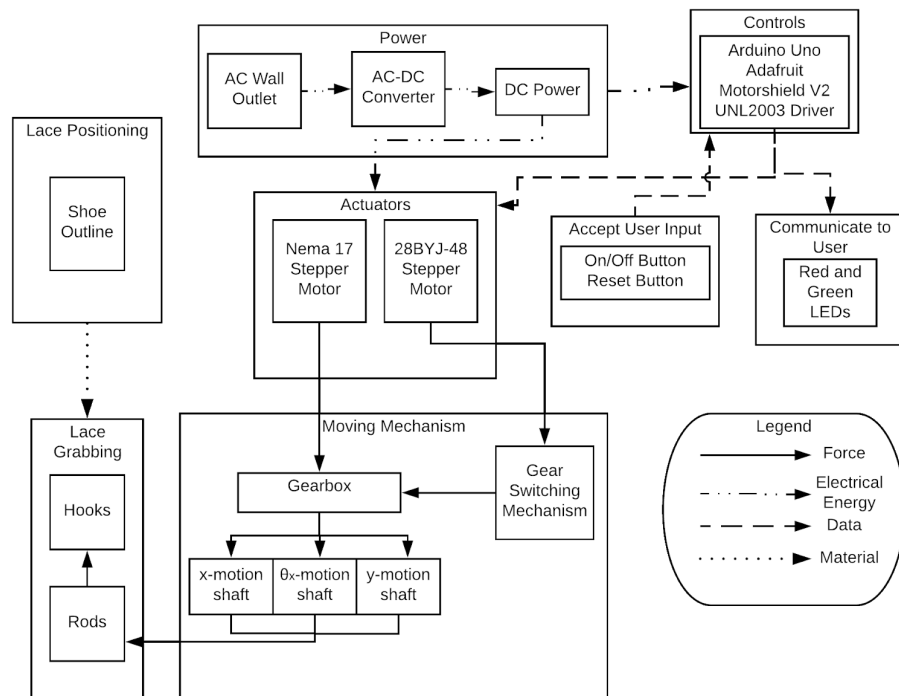 Power
AC Wall
Outlet
AC-DC
Converter
DC Power
Controls
Arduino Uno
Adafruit
Motorshield V2
UNL2003 Driver
Lace Positioning
Shoe
Outline
Actuators
Nema 17
Stepper
Motor
28BYJ-48
Stepper
Motor
Accept User Input
On/Off Button
Reset Button
Communicate to
User
Red and
Green
LEDs
Lace
Grabbing
Hooks
Rods
Moving Mechanism
Gearbox
Gear
Switching
Mechanism
x-motion
shaft
θx-motion
shaft
y-motion
shaft
Legend
Force
Electrical
Energy
Data
Material